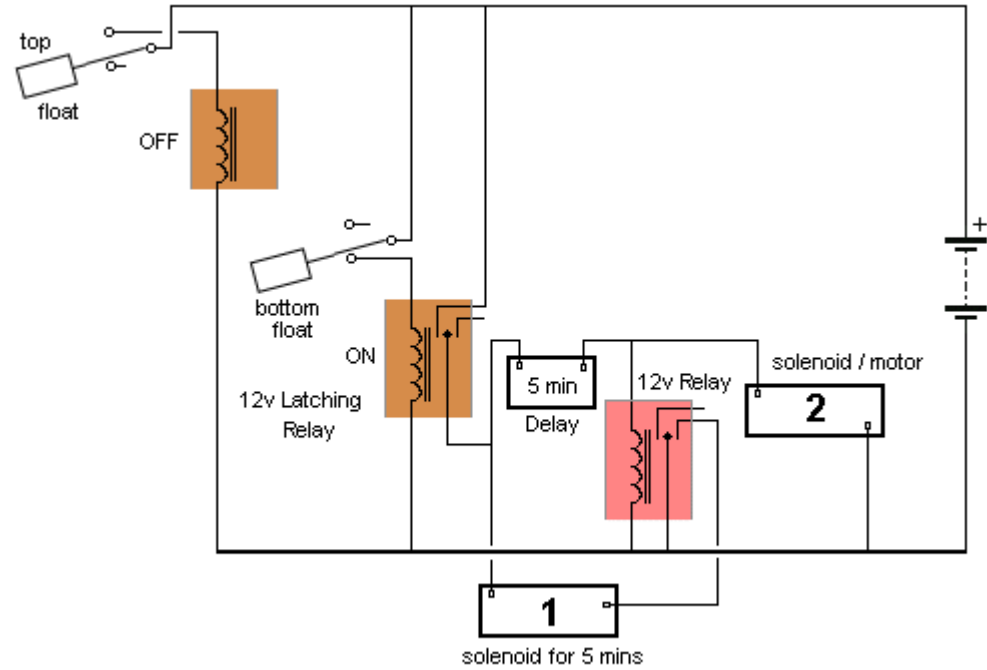 top
float
OFF
bottom
float
ON
12v Latching
Relay
5 min
Delay
12v Relay
solenoid / motor
2
+
1
solenoid for 5 mins